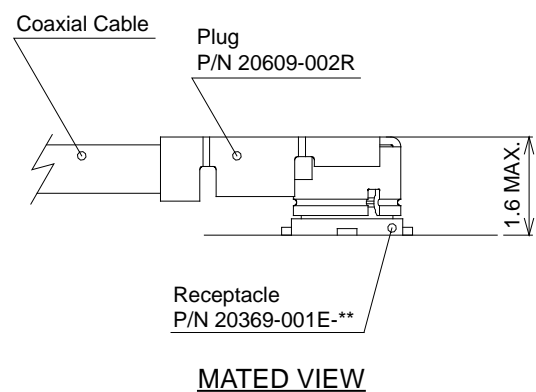 Coaxial Cable
Plug
P/N 20609-002R
1.6 MAX.
Receptacle
P/N 20369-001E-**
MATED VIEW